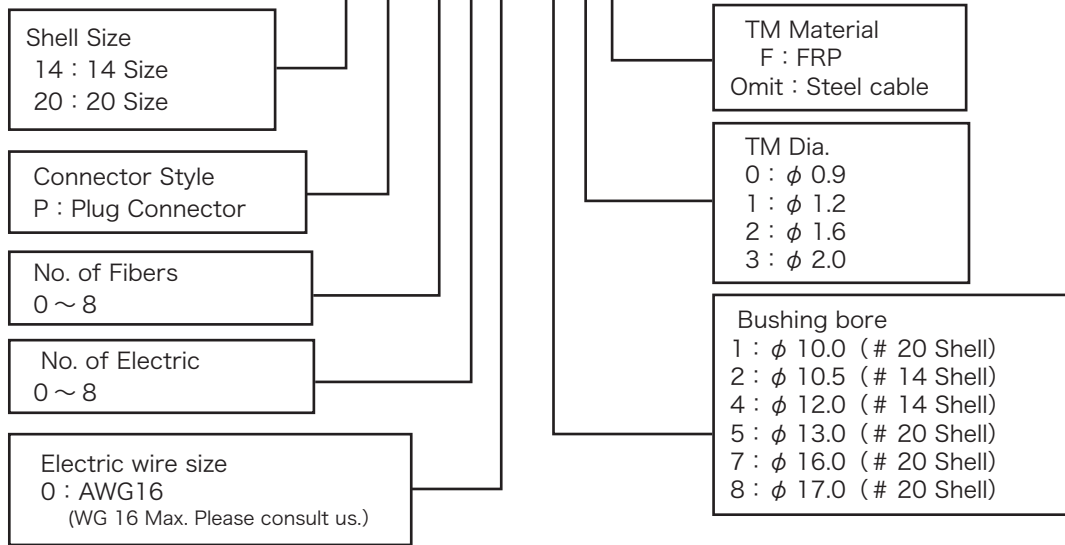 Shell Size
14 : 14 Size
20 : 20 Size
Connector Style
P : Plug Connector
No. of Fibers
0 ～ 8
No. of Electric
0 ～ 8
Electric wire size
0 : AWG16
(WG 16 Max. Please consult us.)
TM Material
F : FRP
Omit : Steel cable
TM Dia.
0 : φ 0.9
1 : φ 1.2
2 : φ 1.6
3 : φ 2.0
Bushing bore
1 : φ 10.0 (# 20 Shell)
2 : φ 10.5 (# 14 Shell)
4 : φ 12.0 (# 14 Shell)
5 : φ 13.0 (# 20 Shell)
7 : φ 16.0 (# 20 Shell)
8 : φ 17.0 (# 20 Shell)